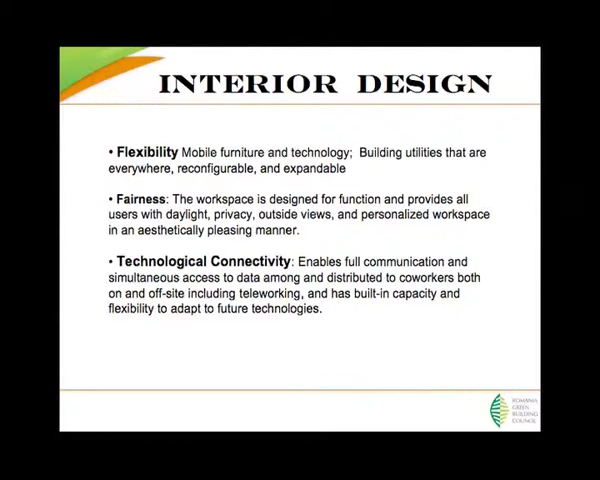 INTERIOR DESIGN
• Flexibility Mobile furniture and technology; Building utilities that are
everywhere, reconfigurable, and expandable
• Fairness: The workspace is designed for function and provides all
users with daylight, privacy, outside views, and personalized workspace
in an aesthetically pleasing manner.
• Technological Connectivity: Enables full communication and
simultaneous access to data among and distributed to coworkers both
on and off-site including teleworking, and has built-in capacity and
flexibility to adapt to future technologies.
ROMANIA
GREEN
BUILDING
COUNCIL